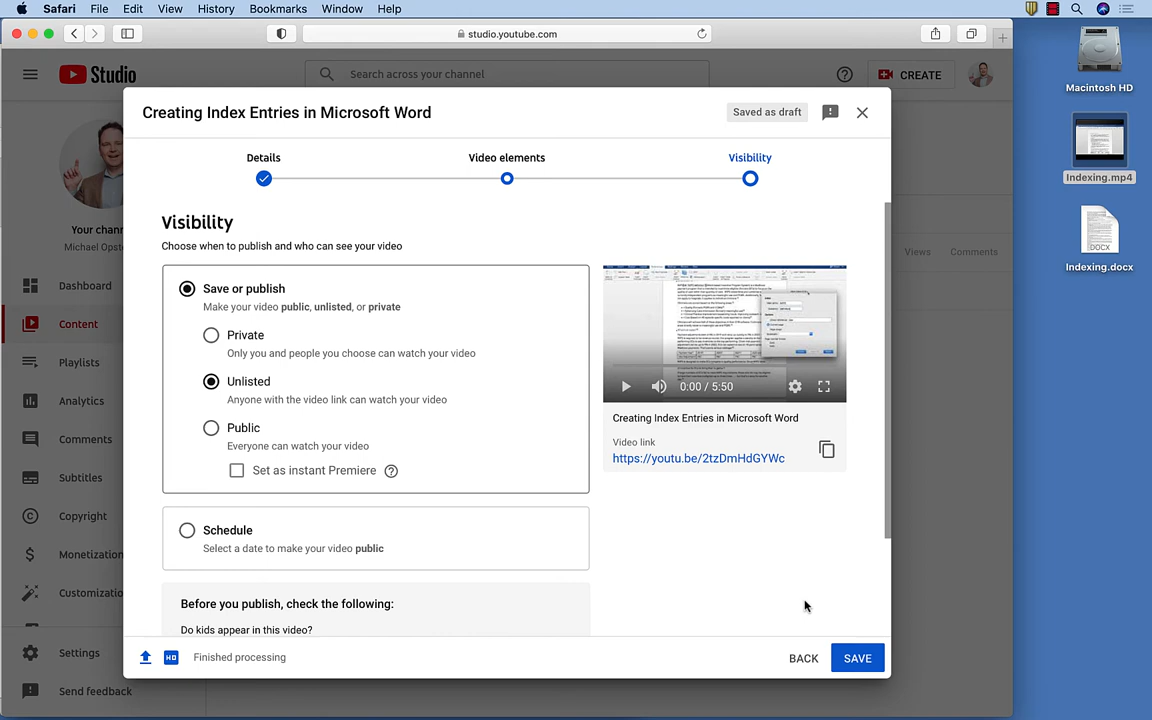 Safari File Edit View History Bookmarks Window Help
studio.youtube.com
Studio
Search across your channel
CREATE
Macintosh HD
Indexing.mp4
DOCX
Indexing.docx
Your chann
Michael Opste
Dashboard
Content
Playlists
Analytics
Comments
Subtitles
Copyright
Monetization
Customizatio
Settings
Send feedback
Views Comments
Creating Index Entries in Microsoft Word
Saved as draft
Details Video elements Visibility
Visibility
Choose when to publish and who can see your video
Save or publish
Make your video public, unlisted, or private
Private
Only you and people you choose can watch your video
Unlisted
Anyone with the video link can watch your video
Public
Everyone can watch your video
Set as instant Premiere
Schedule
Select a date to make your video public
Before you publish, check the following:
Do kids appear in this video?
0:00 / 5:50
Creating Index Entries in Microsoft Word
Video link
https://youtu.be/2tzDmHdGYWc
HD Finished processing
BACK SAVE